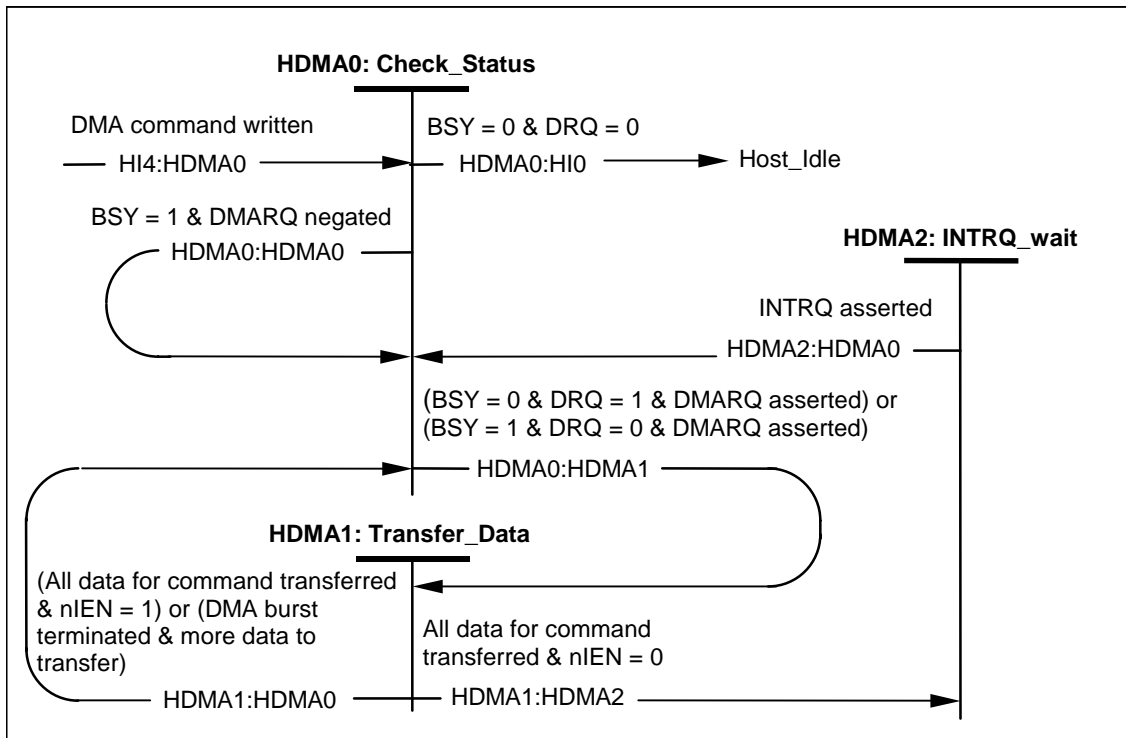 HDMA0: Check_Status
DMA command written
BSY = 0 & DRQ = 0
HI4:HDMA0
HDMA0:HI0
Host_Idle
BSY = 1 & DMARQ negated
HDMA0:HDMA0
HDMA2: INTRQ_wait
INTRQ asserted
HDMA2:HDMA0
(BSY = 0 & DRQ = 1 & DMARQ asserted) or
(BSY = 1 & DRQ = 0 & DMARQ asserted)
HDMA0:HDMA1
HDMA1: Transfer_Data
(All data for command transferred
& nIEN = 1) or (DMA burst
terminated & more data to
transfer)
All data for command
transferred & nIEN = 0
HDMA1:HDMA0
HDMA1:HDMA2